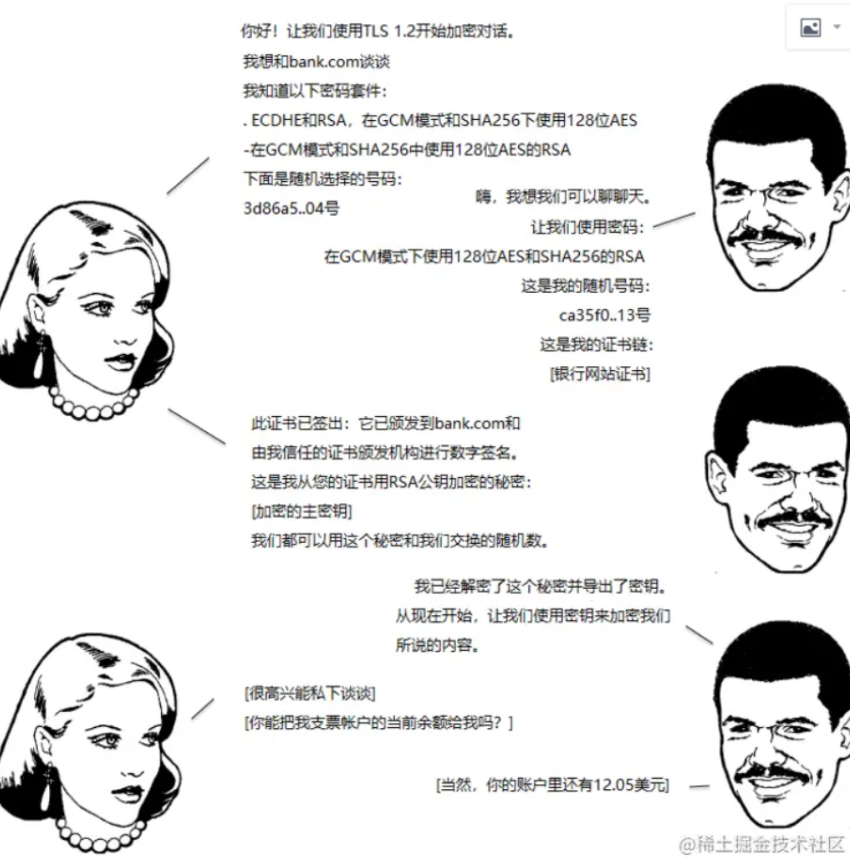 你好！让我们使用TLS 1.2开始加密对话。
我想和bank.com谈谈
我知道以下密码套件：
. ECDHE和RSA，在GCM模式和SHA256下使用128位AES
-在GCM模式和SHA256中使用128位AES的RSA
下面是随机选择的号码：
3d86a5..04号
嗨，我想我们可以聊聊天。
让我们使用密码：
在GCM模式下使用128位AES和SHA256的RSA
这是我的随机号码：
ca35f0..13号
这是我的证书链：
[银行网站证书]
此证书已签出：它已颁发到bank.com和
由我信任的证书颁发机构进行数字签名。
这是我从您的证书用RSA公钥加密的秘密：
[加密的主密钥]
我们都可以用这个秘密和我们交换的随机数。
我已经解密了这个秘密并导出了密钥。
从现在开始，让我们使用密钥来加密我们
所说的内容。
[很高兴能私下谈谈]
[你能把我支票帐户的当前余额给我吗？]
[当然，你的账户里还有12.05美元]
@稀土掘金技术社区